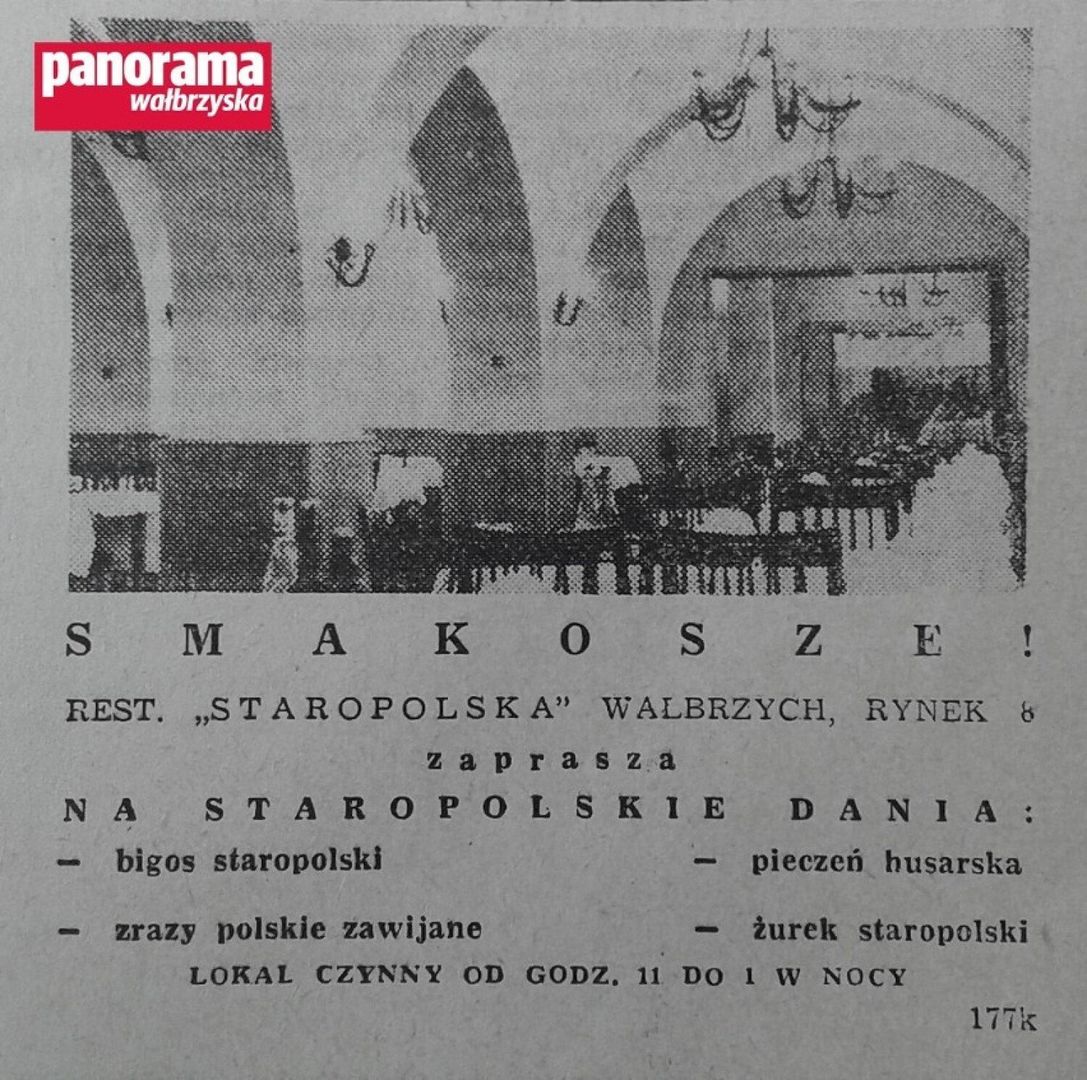 panorama
wałbrzyska
SMAKOSZE!
REST. „STAROPOLSKA” WAŁBRZYCH, RYNEK 8
zaprasza
NA STAROPOLSKIE DANIA:
— bigos staropolski — pieczeń husarska
— zrazy polskie zawijane — żurek staropolski
LOKAL CZYNNY OD GODZ. 11 DO 1 W NOCY
177k